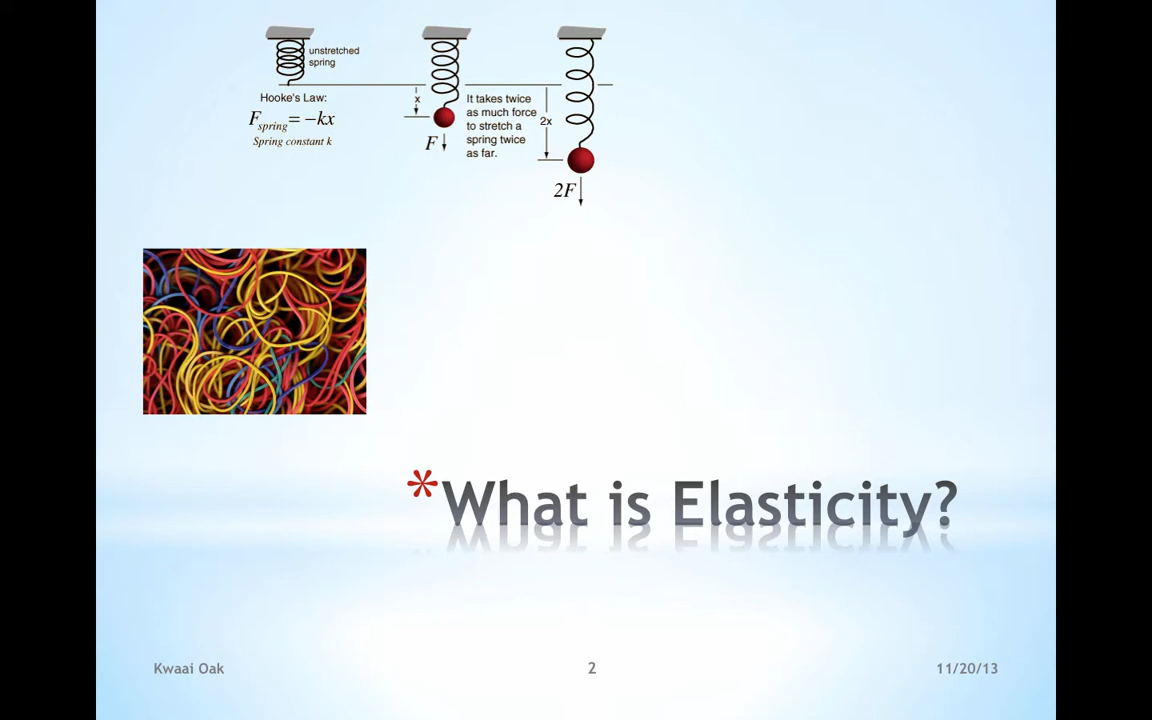 unstretched
spring
Hooke's Law:
Fspring = −kx
Spring constant k
x
F
It takes twice
as much force
to stretch a
spring twice
as far.
2x
2F
*What is Elasticity?
Kwaai Oak
2
11/20/13